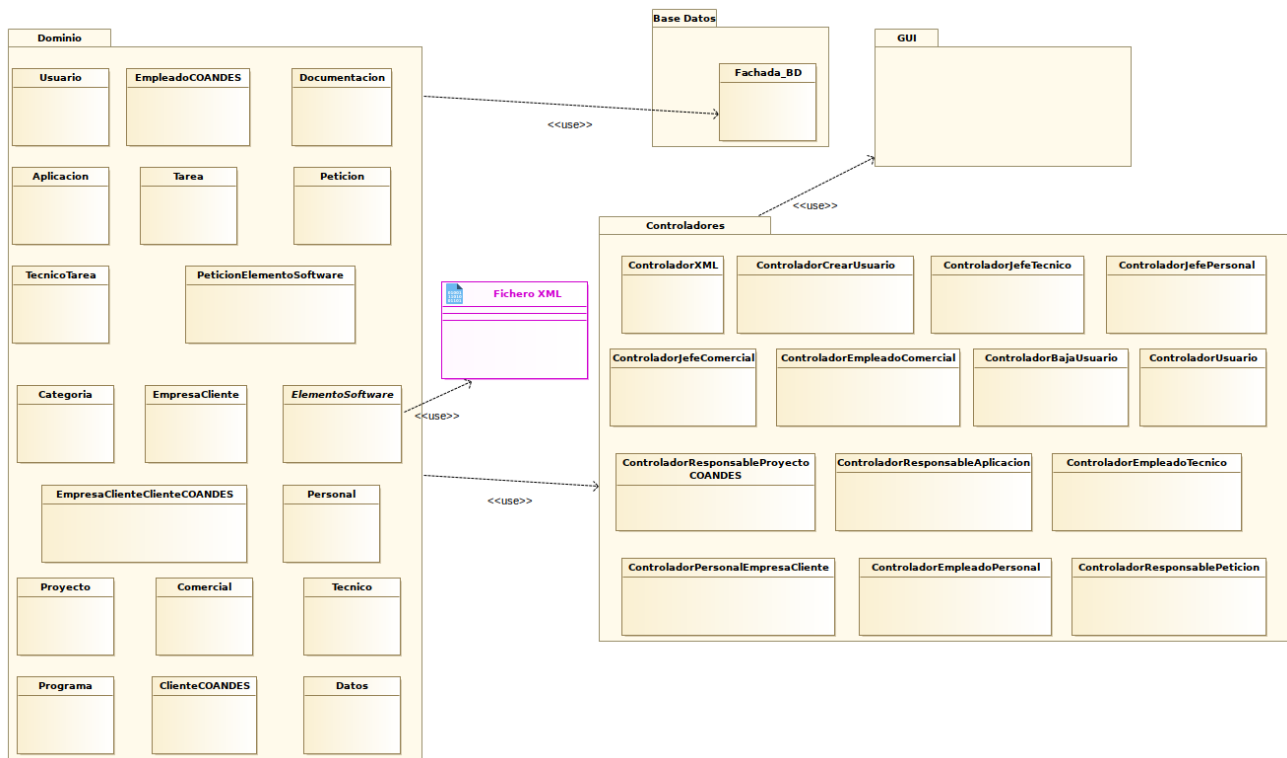 Dominio
Usuario
EmpleadoCOANDES
Documentacion
Aplicacion
Tarea
Peticion
TecnicoTarea
PeticionElementoSoftware
Categoria
EmpresaCliente
ElementoSoftware
EmpresaClienteClienteCOANDES
Personal
Proyecto
Comercial
Tecnico
Programa
ClienteCOANDES
Datos
<<use>>
Base Datos
Fachada_BD
GUI
<<use>>
<<use>>
Fichero XML
<<use>>
Controladores
ControladorXML
ControladorCrearUsuario
ControladorJefeTecnico
ControladorJefePersonal
ControladorJefeComercial
ControladorEmpleadoComercial
ControladorBajaUsuario
ControladorUsuario
ControladorResponsableProyecto
COANDES
ControladorResponsableAplicacion
ControladorEmpleadoTecnico
ControladorPersonalEmpresaCliente
ControladorEmpleadoPersonal
ControladorResponsablePeticion